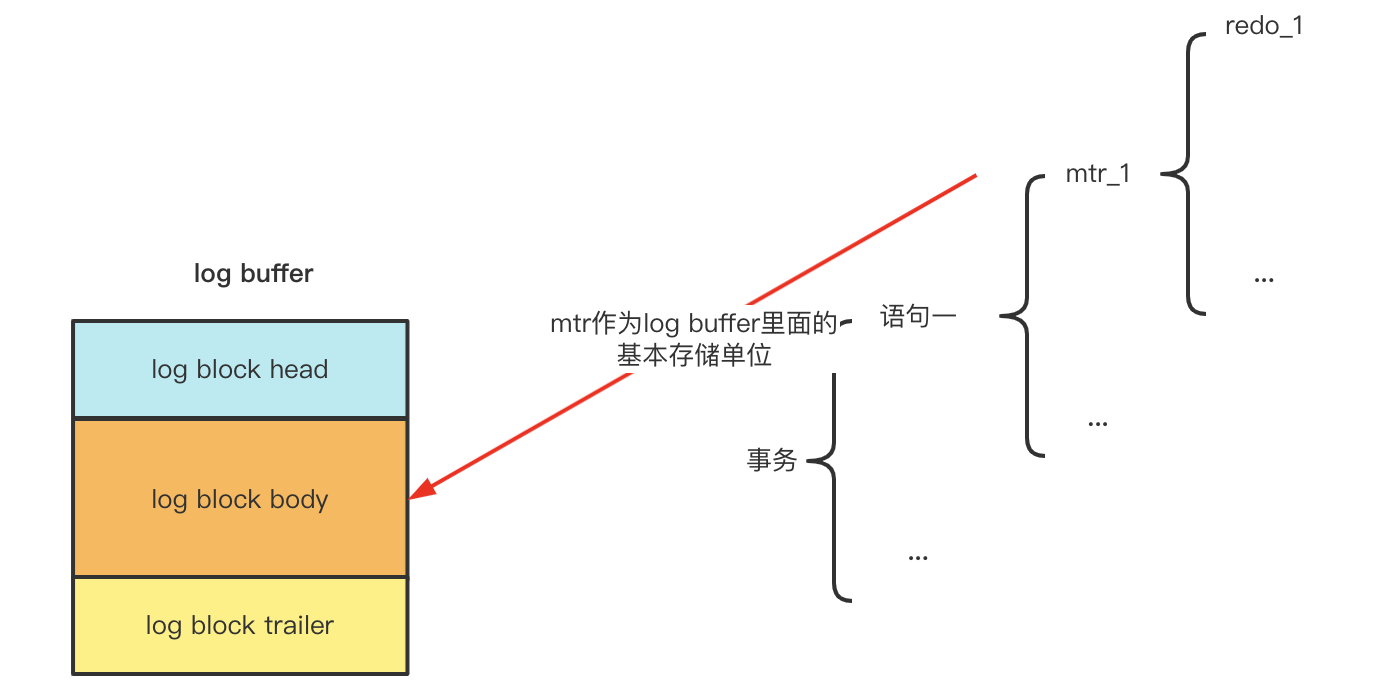 redo_1
mtr_1
...
log buffer
mtr作为log buffer里面的
基本存储单位
语句一
log block head
...
事务
log block body
...
log block trailer